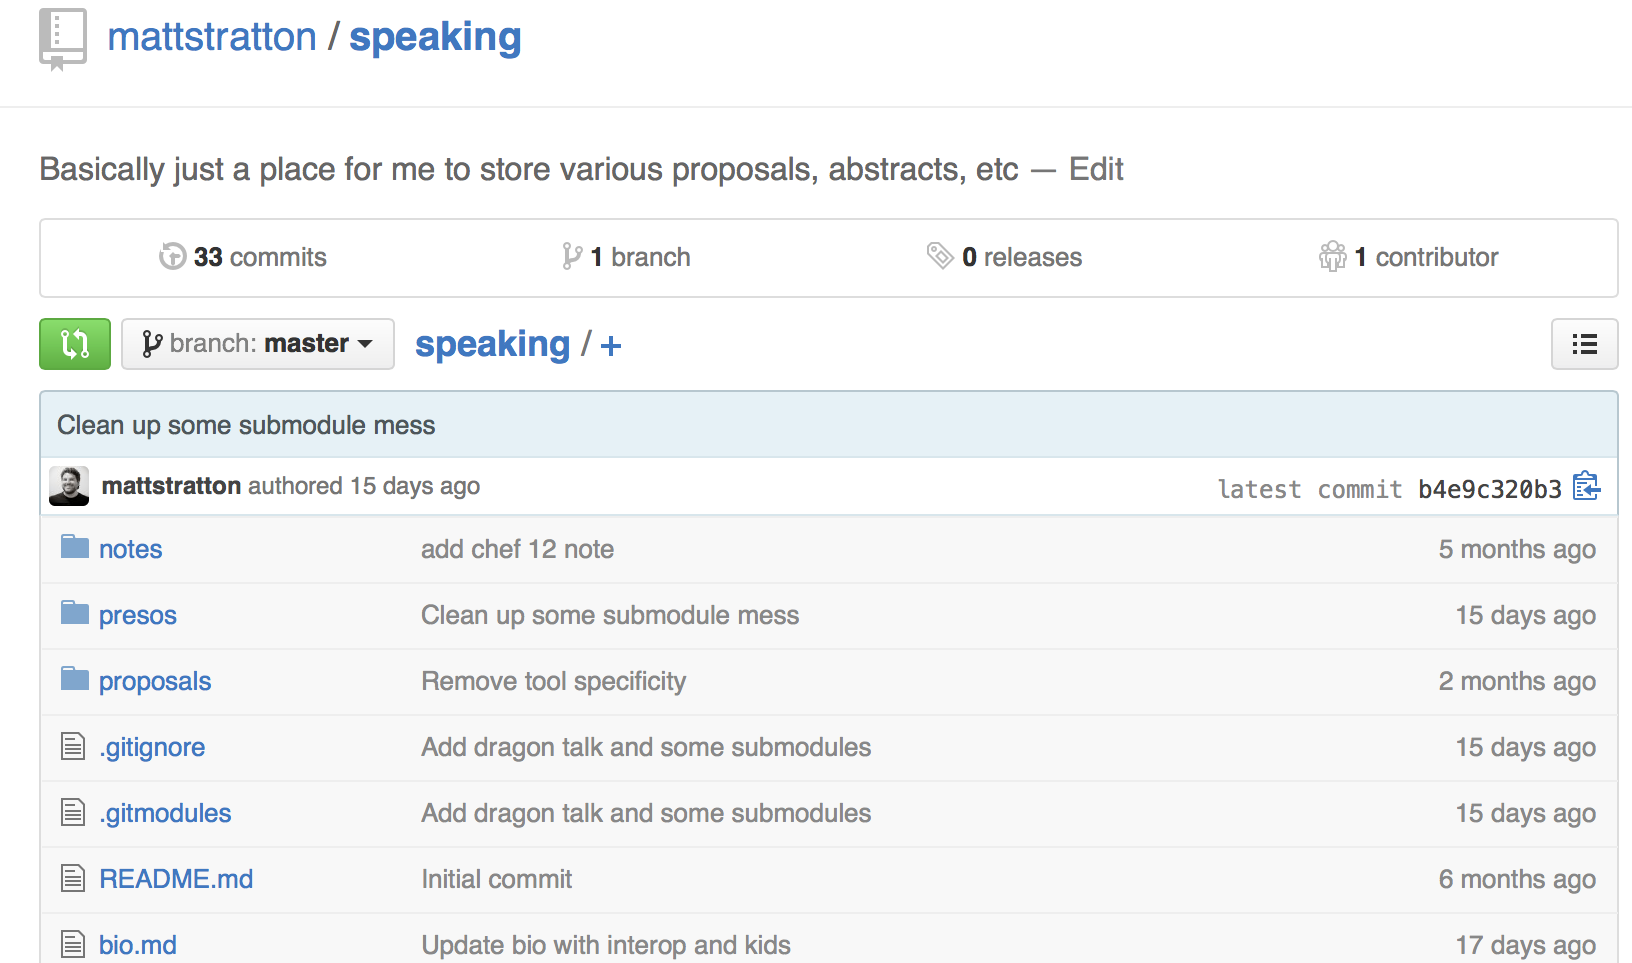 mattstratton / speaking
Basically just a place for me to store various proposals, abstracts, etc — Edit
33 commits 1 branch 0 releases 1 contributor
branch: master speaking / +
Clean up some submodule mess
mattstratton authored 15 days ago latest commit b4e9c320b3
notes add chef 12 note 5 months ago
presos Clean up some submodule mess 15 days ago
proposals Remove tool specificity 2 months ago
.gitignore Add dragon talk and some submodules 15 days ago
.gitmodules Add dragon talk and some submodules 15 days ago
README.md Initial commit 6 months ago
bio.md Update bio with interop and kids 17 days ago